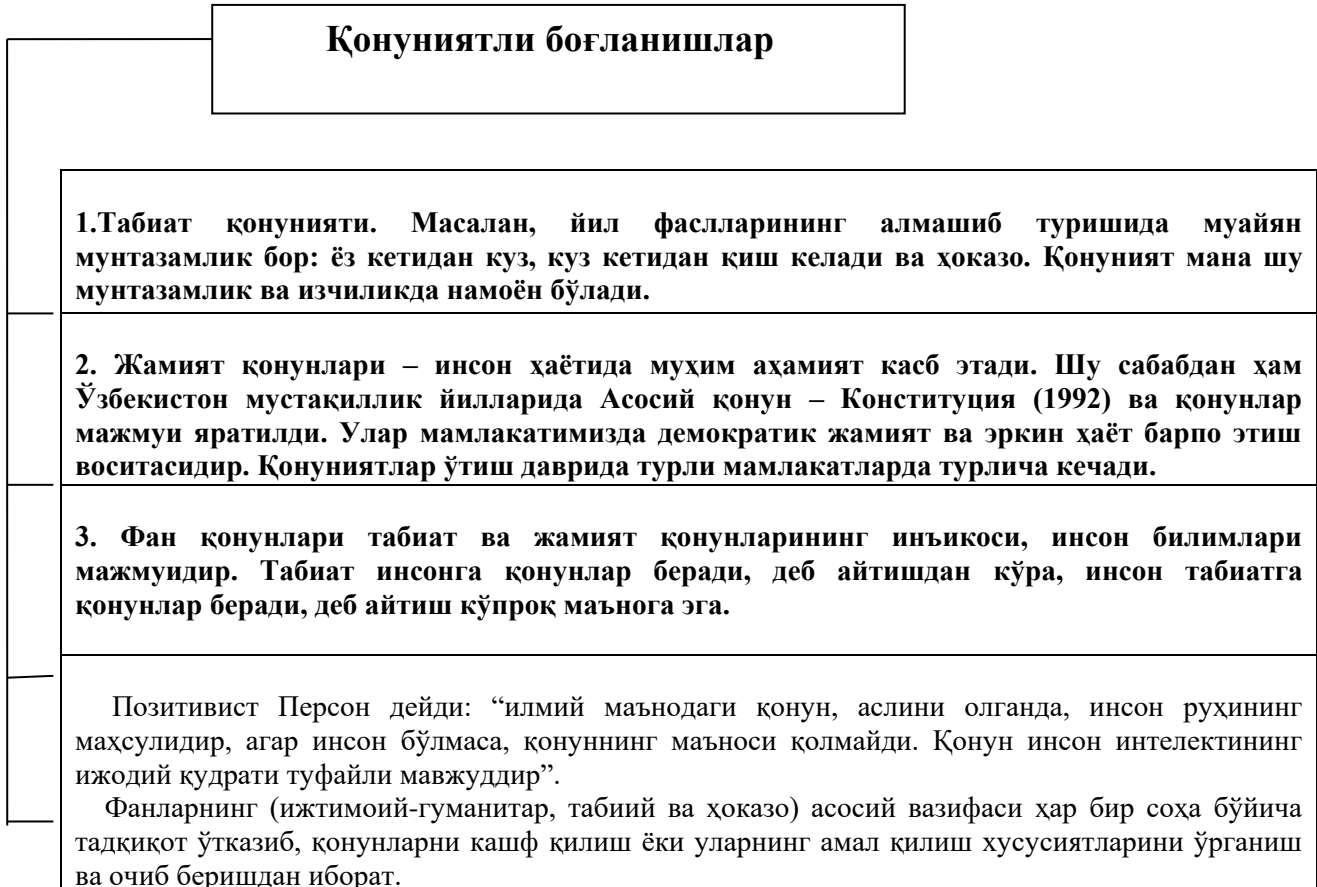 Қонуниятли боғланишлар
1.Табиат қонунияти. Масалан, йил фаслларининг алмашиб туришида муайян
мунтазамлик бор: ёз кетидан куз, куз кетидан қиш келади ва ҳоказо. Қонуният мана шу
мунтазамлик ва изчиликда намоён бўлади.
2. Жамият қонунлари – инсон ҳаётида муҳим аҳамият касб этади. Шу сабабдан ҳам
Ўзбекистон мустақиллик йилларида Асосий қонун – Конституция (1992) ва қонунлар
мажмуи яратилди. Улар мамлакатимизда демократик жамият ва эркин ҳаёт барпо этиш
воситасидир. Қонуниятлар ўтиш даврида турли мамлакатларда турлича кечади.
3. Фан қонунлари табиат ва жамият қонунларининг инъикоси, инсон билимлари
мажмуидир. Табиат инсонга қонунлар беради, деб айтишдан кўра, инсон табиатга
қонунлар беради, деб айтиш кўпроқ маънога эга.
Позитивист Персон дейди: “илмий маънодаги қонун, аслини олганда, инсон руҳининг
маҳсулидир, агар инсон бўлмаса, қонуннинг маъноси қолмайди. Қонун инсон интелектининг
ижодий қудрати туфайли мавжуддир”.
Фанларнинг (ижтимоий-гуманитар, табиий ва ҳоказо) асосий вазифаси ҳар бир соҳа бўйича
тадқиқот ўтказиб, қонунларни кашф қилиш ёки уларнинг амал қилиш хусусиятларини ўрганиш
ва очиб беришдан иборат.